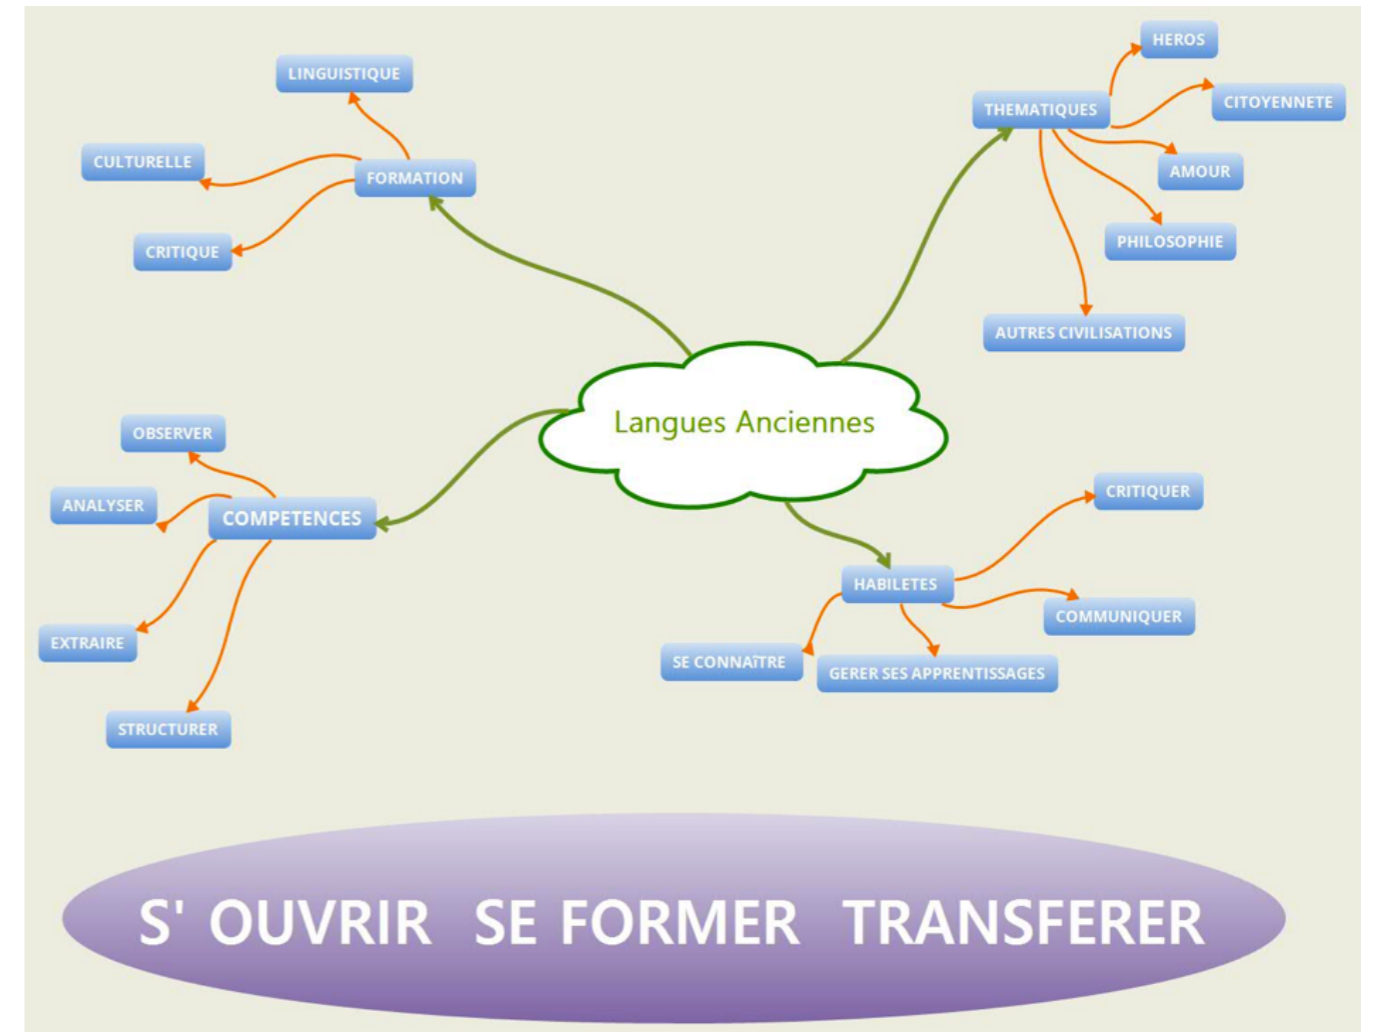 LINGUISTIQUE
CULTURELLE
FORMATION
CRITIQUE
HEROS
THEMATIQUES
CITOYENNETE
AMOUR
PHILOSOPHIE
AUTRES CIVILISATIONS
Langues Anciennes
OBSERVER
ANALYSER
COMPETENCES
EXTRAIRE
STRUCTURER
CRITIQUER
HABILETES
COMMUNIQUER
SE CONNAîTRE
GERER SES APPRENTISSAGES
S' OUVRIR SE FORMER TRANSFERER